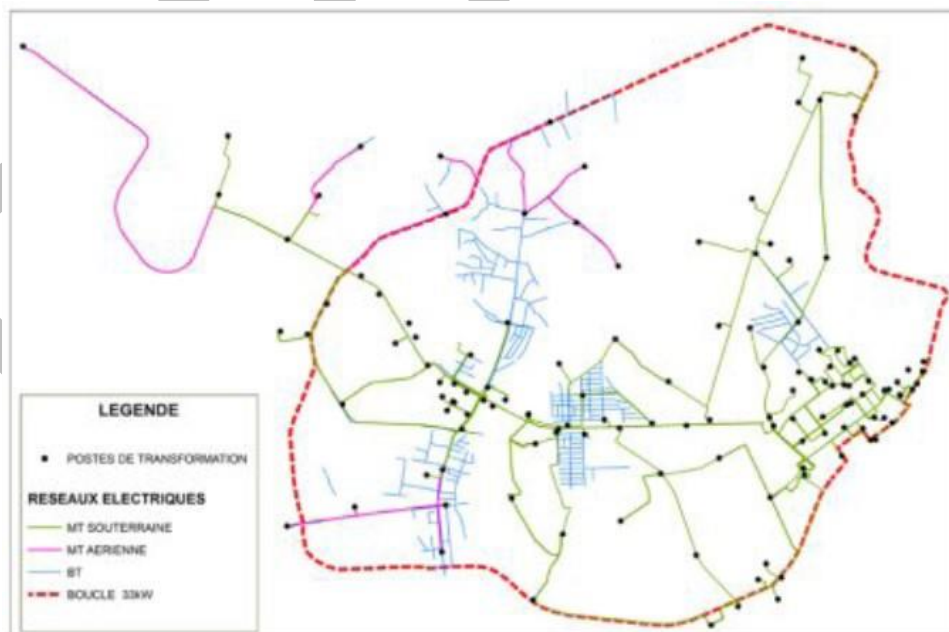 LEGENDE
POSTES DE TRANSFORMATION
RESEAUX ELECTRIQUES
MT SOUTERRAINE
MT AERIENNE
BT
BOUCLE 33kW